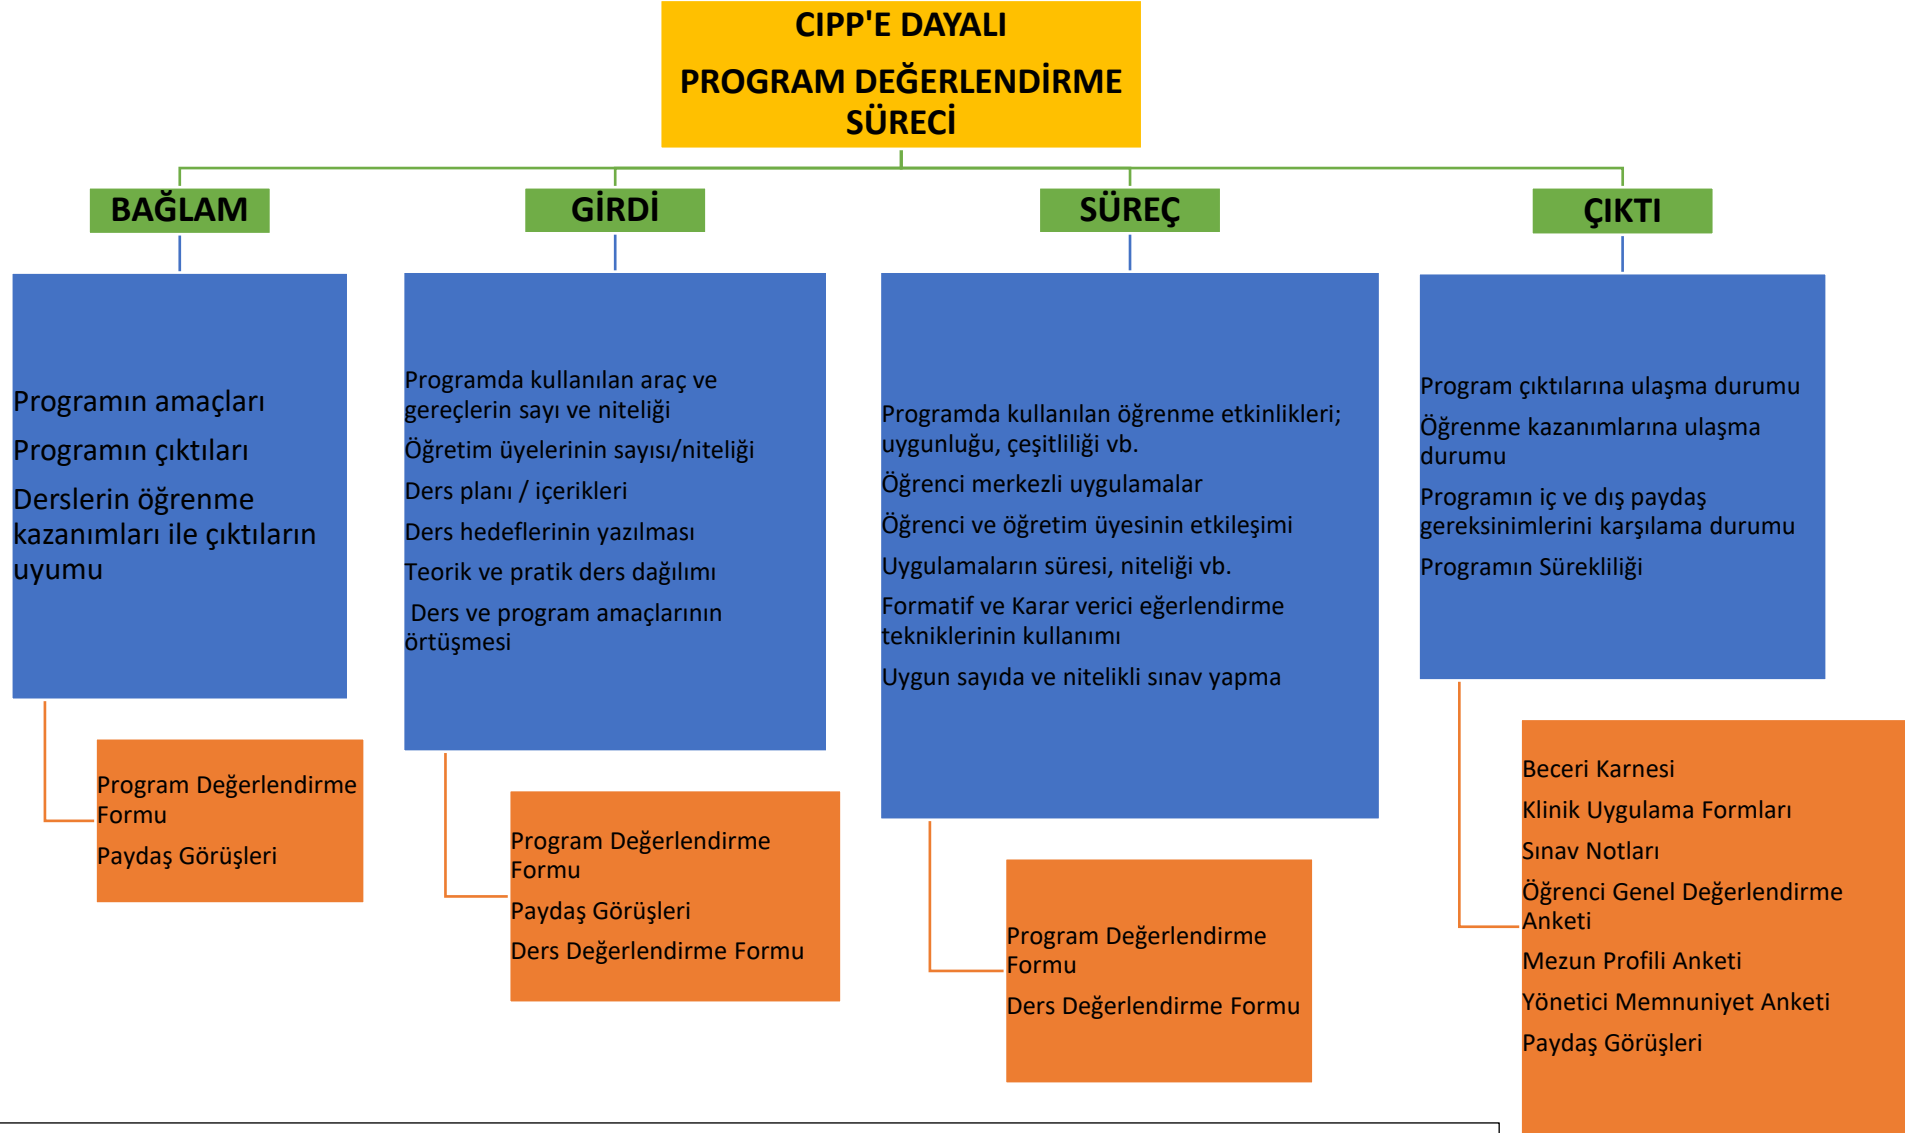 CIPP'E DAYALI
PROGRAM DEĞERLENDİRME
SÜRECİ
BAĞLAM
Programın amaçları
Programın çıktıları
Derslerin öğrenme
kazanımları ile çıktıların
uyumu
Program Değerlendirme
Formu
Paydaş Görüşleri
GİRDİ
Programda kullanılan araç ve
gereçlerin sayı ve niteliği
Öğretim üyelerinin sayısı/niteliği
Ders planı / içerikleri
Ders hedeflerinin yazılması
Teorik ve pratik ders dağılımı
Ders ve program amaçlarının
örtüşmesi
Program Değerlendirme
Formu
Paydaş Görüşleri
Ders Değerlendirme Formu
SÜREÇ
Programda kullanılan öğrenme etkinlikleri;
uygunluğu, çeşitliliği vb.
Öğrenci merkezli uygulamalar
Öğrenci ve öğretim üyesinin etkileşimi
Uygulamaların süresi, niteliği vb.
Formatif ve Karar verici eğerlendirme
tekniklerinin kullanımı
Uygun sayıda ve nitelikli sınav yapma
Program Değerlendirme
Formu
Ders Değerlendirme Formu
ÇIKTI
Program çıktılarına ulaşma durumu
Öğrenme kazanımlarına ulaşma
durumu
Programın iç ve dış paydaş
gereksinimlerini karşılama durumu
Programın Sürekliliği
Beceri Karnesi
Klinik Uygulama Formları
Sınav Notları
Öğrenci Genel Değerlendirme
Anketi
Mezun Profili Anketi
Yönetici Memnuniyet Anketi
Paydaş Görüşleri